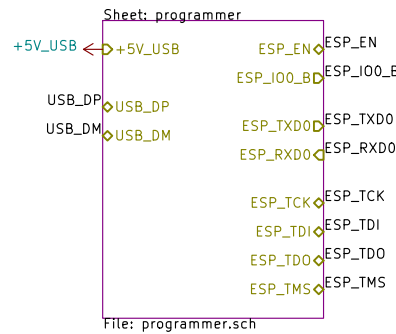 Sheet: programmer
+5V_USB +5V_USB ESP_EN ESP_EN
ESP_IO0_B ESP_IO0_B
USB_DP USB_DP
ESP_TXD0 ESP_TXD0
USB_DM USB_DM
ESP_RXD0 ESP_RXD0
ESP_TCK ESP_TCK
ESP_TDI ESP_TDI
ESP_TDO ESP_TDO
ESP_TMS ESP_TMS
File: programmer.sch